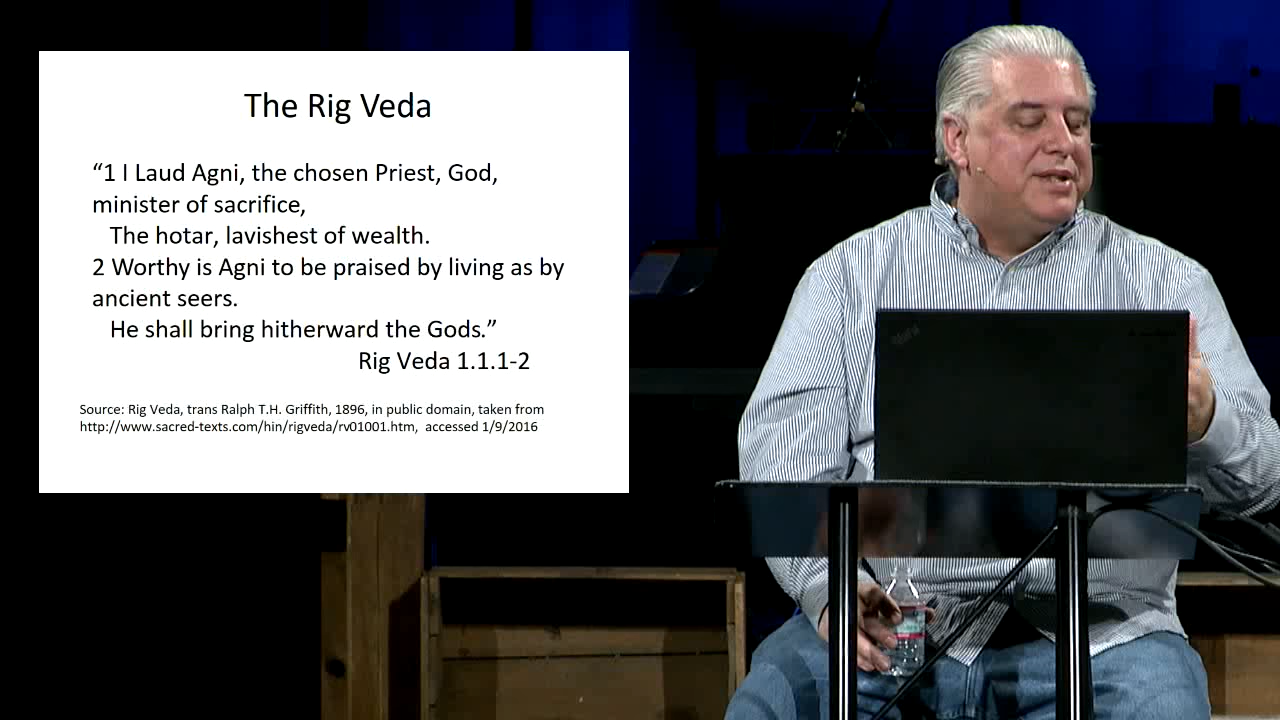 The Rig Veda
“1 I Laud Agni, the chosen Priest, God,
minister of sacrifice,
The hotar, lavishest of wealth.
2 Worthy is Agni to be praised by living as by
ancient seers.
He shall bring hitherward the Gods.”
Rig Veda 1.1.1-2
Source: Rig Veda, trans Ralph T.H. Griffith, 1896, in public domain, taken from
http://www.sacred-texts.com/hin/rigveda/rv01001.htm, accessed 1/9/2016